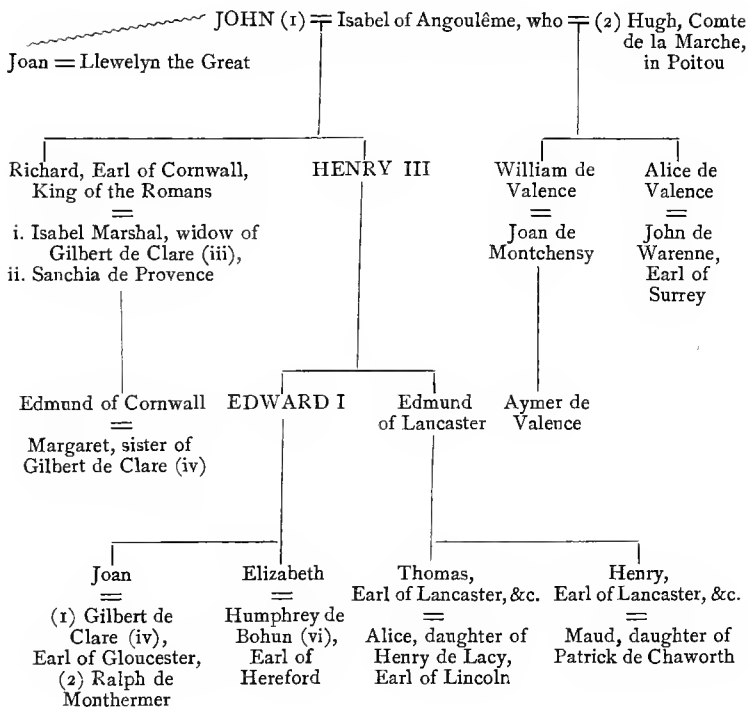 JOHN (1) = Isabel of Angoulême, who = (2) Hugh, Comte
de la Marche,
in Poitou
Joan = Llewelyn the Great
Richard, Earl of Cornwall,
King of the Romans
=
i. Isabel Marshal, widow of
Gilbert de Clare (iii),
ii. Sanchia de Provence
HENRY III
William de
Valence
=
Joan de
Montchensy
Alice de
Valence
=
John de
Warenne,
Earl of
Surrey
Edmund of Cornwall
=
Margaret, sister of
Gilbert de Clare (iv)
EDWARD I
Edmund
of Lancaster
Aymer de
Valence
Joan
=
(1) Gilbert de
Clare (iv),
Earl of Gloucester,
(2) Ralph de
Monthermer
Elizabeth
=
Humphrey de
Bohun (vi),
Earl of
Hereford
Thomas,
Earl of Lancaster, &c.
=
Alice, daughter of
Henry de Lacy,
Earl of Lincoln
Henry,
Earl of Lancaster, &c.
=
Maud, daughter of
Patrick de Chaworth